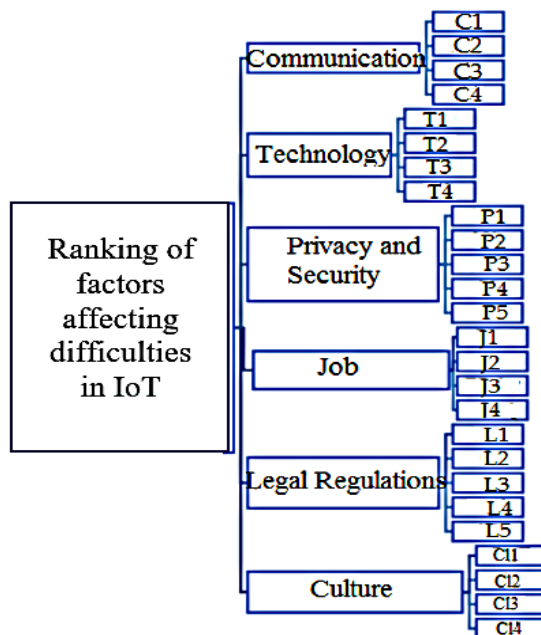 Ranking of
factors
affecting
difficulties
in IoT
Communication
C1
C2
C3
C4
Technology
T1
T2
T3
T4
Privacy and
Security
P1
P2
P3
P4
P5
Job
J1
J2
J3
J4
Legal Regulations
L1
L2
L3
L4
L5
Culture
Cl1
Cl2
Cl3
Cl4